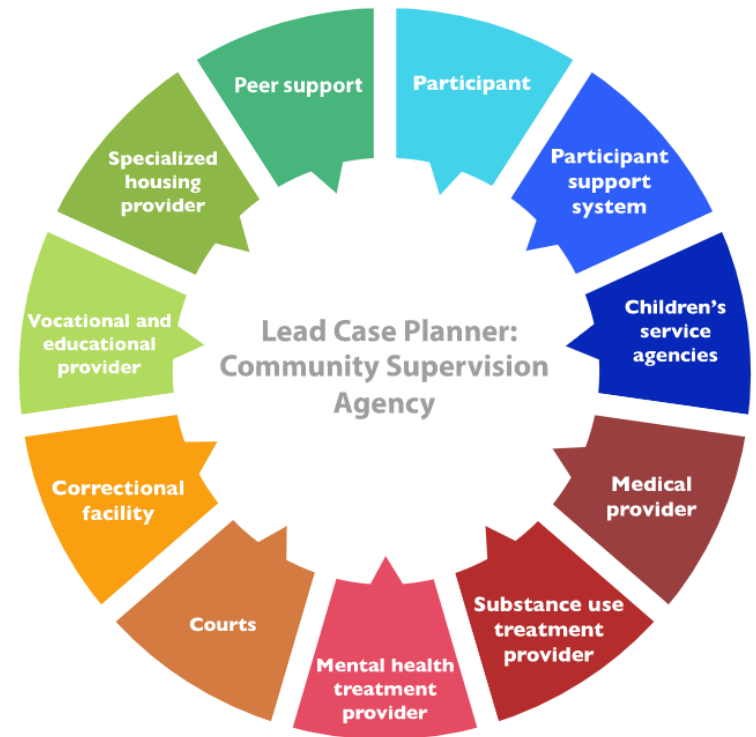 Peer support
Participant
Participant
support
system
Children's
service
agencies
Medical
provider
Substance use
treatment
provider
Mental health
treatment
provider
Courts
Correctional
facility
Vocational and
educational
provider
Specialized
housing
provider
Lead Case Planner:
Community Supervision
Agency